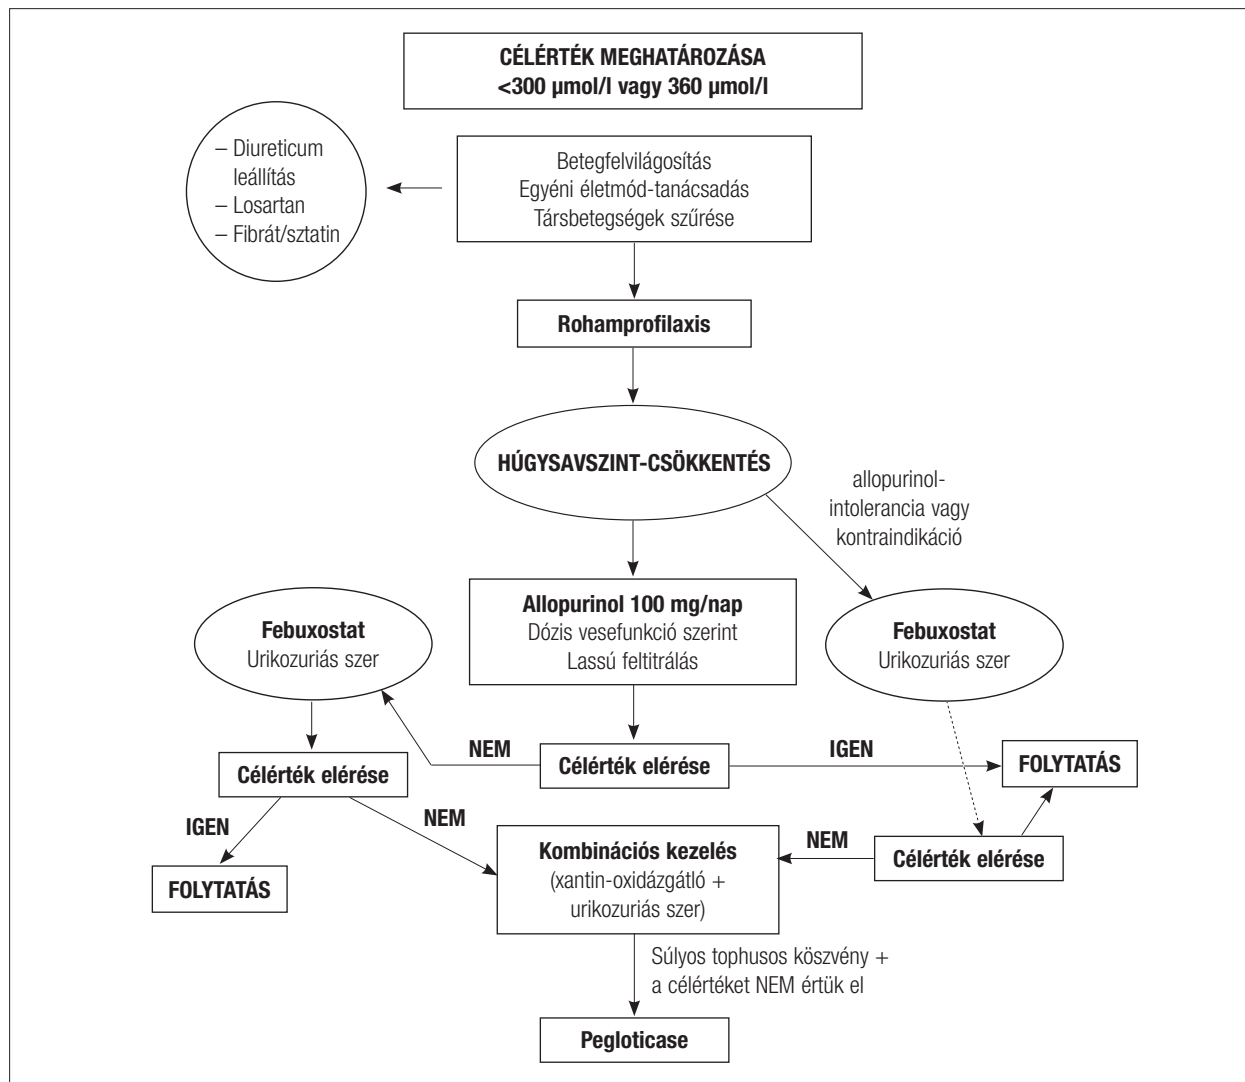 CÉLÉRTÉK MEGHATÁROZÁSA
<300 µmol/l vagy 360 µmol/l
– Diureticum
leállítás
– Losartan
– Fibrát/sztatin
Betegfelvilágosítás
Egyéni életmód-tanácsadás
Társbetegségek szűrése
Rohamprofilaxis
HÚGYSAVSZINT-CSÖKKENTÉS
allopurinol-
intolerancia vagy
kontraindikáció
Febuxostat
Urikozuriás szer
Allopurinol 100 mg/nap
Dózis vesefunkció szerint
Lassú feltitrálás
Febuxostat
Urikozuriás szer
Célérték elérése
NEM
Célérték elérése
IGEN
FOLYTATÁS
IGEN
NEM
FOLYTATÁS
Kombinációs kezelés
(xantin-oxidázgátló +
urikozuriás szer)
NEM
Célérték elérése
Súlyos tophusos köszvény +
a célértéket NEM értük el
Pegloticase